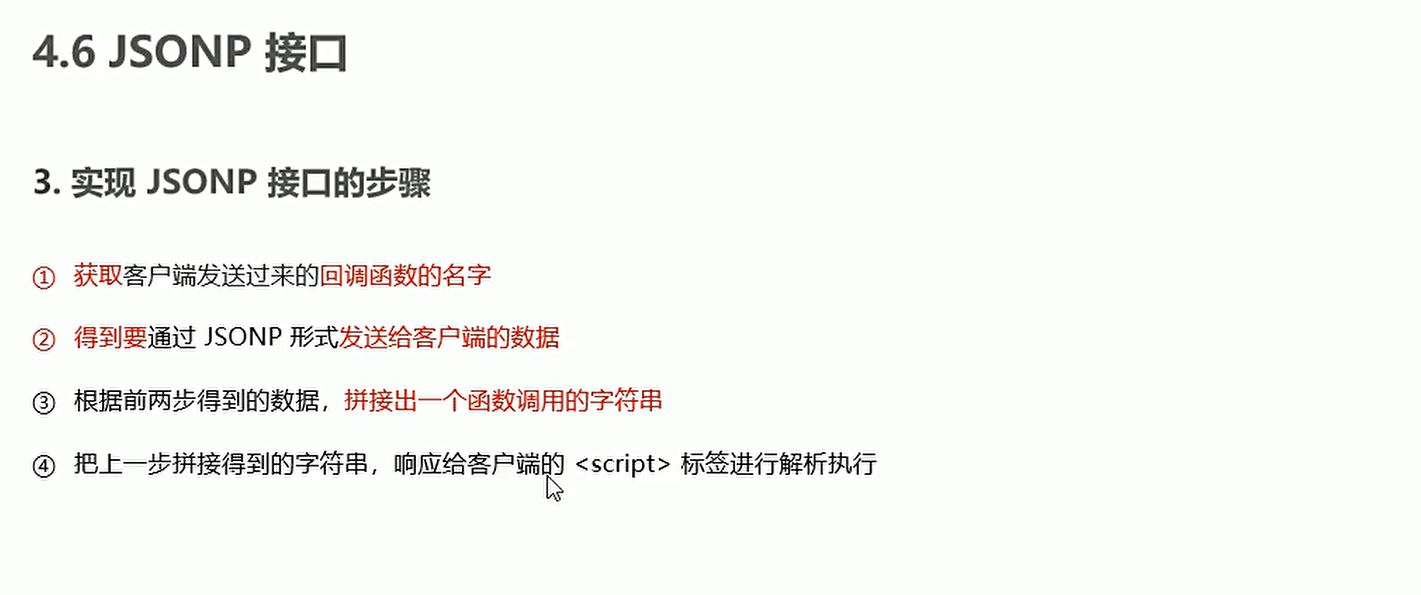 4.6 JSONP 接口
3. 实现 JSONP 接口的步骤
① 获取客户端发送过来的回调函数的名字
② 得到要通过 JSONP 形式发送给客户端的数据
③ 根据前两步得到的数据，拼接出一个函数调用的字符串
④ 把上一步拼接得到的字符串，响应给客户端的 <script> 标签进行解析执行